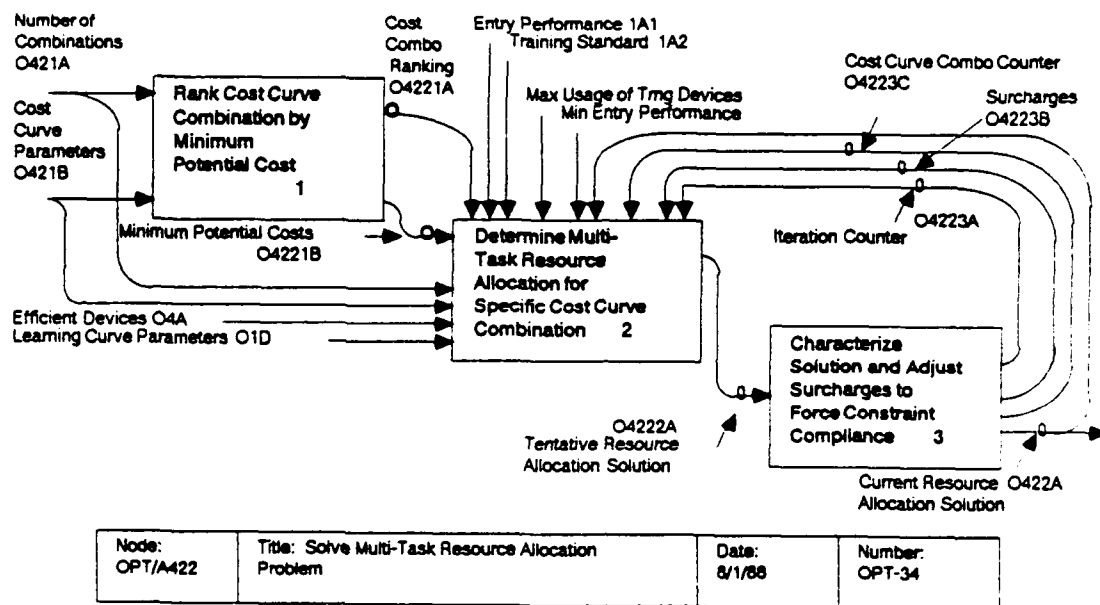 Number of
Combinations
O421A
Cost
Curve
Parameters
O421B
Rank Cost Curve
Combination by
Minimum
Potential Cost
1
Cost
Combo
Ranking
O4221A
Entry Performance 1A1
Training Standard 1A2
Max Usage of Trng Devices
Min Entry Performance
Cost Curve Combo Counter
O4223C
Surcharges
O4223B
O4223A
Iteration Counter
Minimum Potential Costs
O4221B
Determine Multi-
Task Resource
Allocation for
Specific Cost Curve
Combination 2
Efficient Devices O4A
Learning Curve Parameters O1D
Characterize
Solution and Adjust
Surcharges to
Force Constraint
Compliance 3
O4222A
Tentative Resource
Allocation Solution
Current Resource O422A
Allocation Solution
Node:
OPT/A422
Title: Solve Multi-Task Resource Allocation
Problem
Date:
8/1/88
Number:
OPT-34